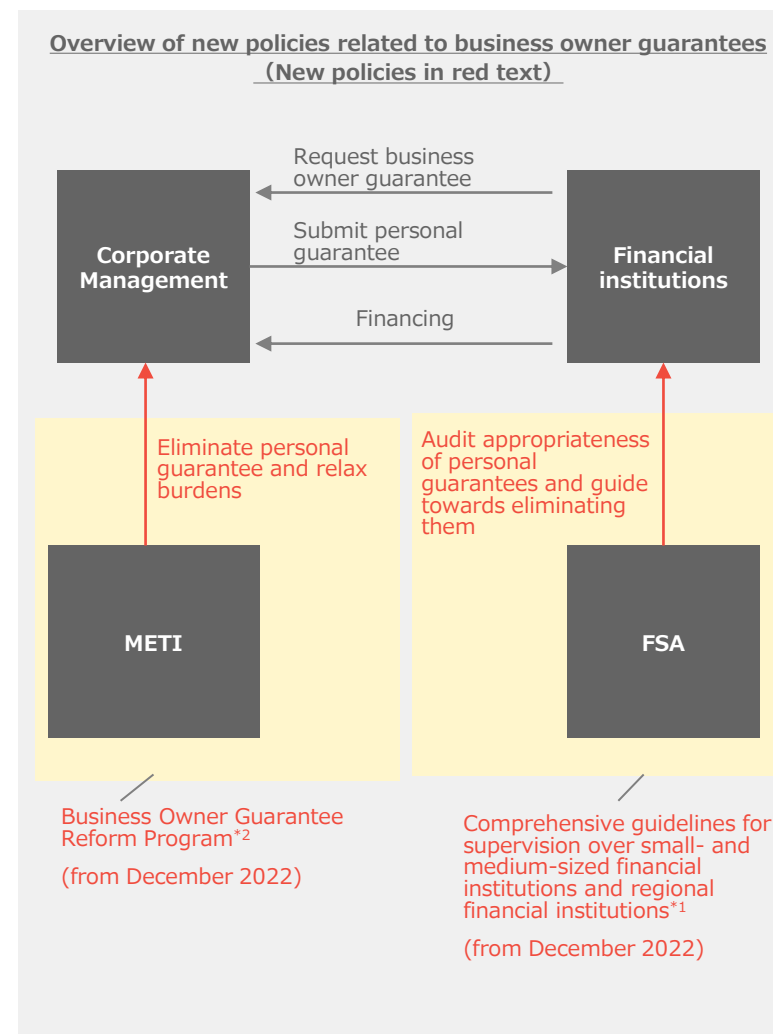 Overview of new policies related to business owner guarantees
（New policies in red text）
Request business
owner guarantee
Submit personal
guarantee
Corporate
Management
Financial
institutions
Financing
Eliminate personal
guarantee and relax
burdens
Audit appropriateness
of personal
guarantees and guide
towards eliminating
them
METI
FSA
Business Owner Guarantee
Reform Program*2
(from December 2022)
Comprehensive guidelines for
supervision over small- and
medium-sized financial
institutions and regional
financial institutions*1
(from December 2022)